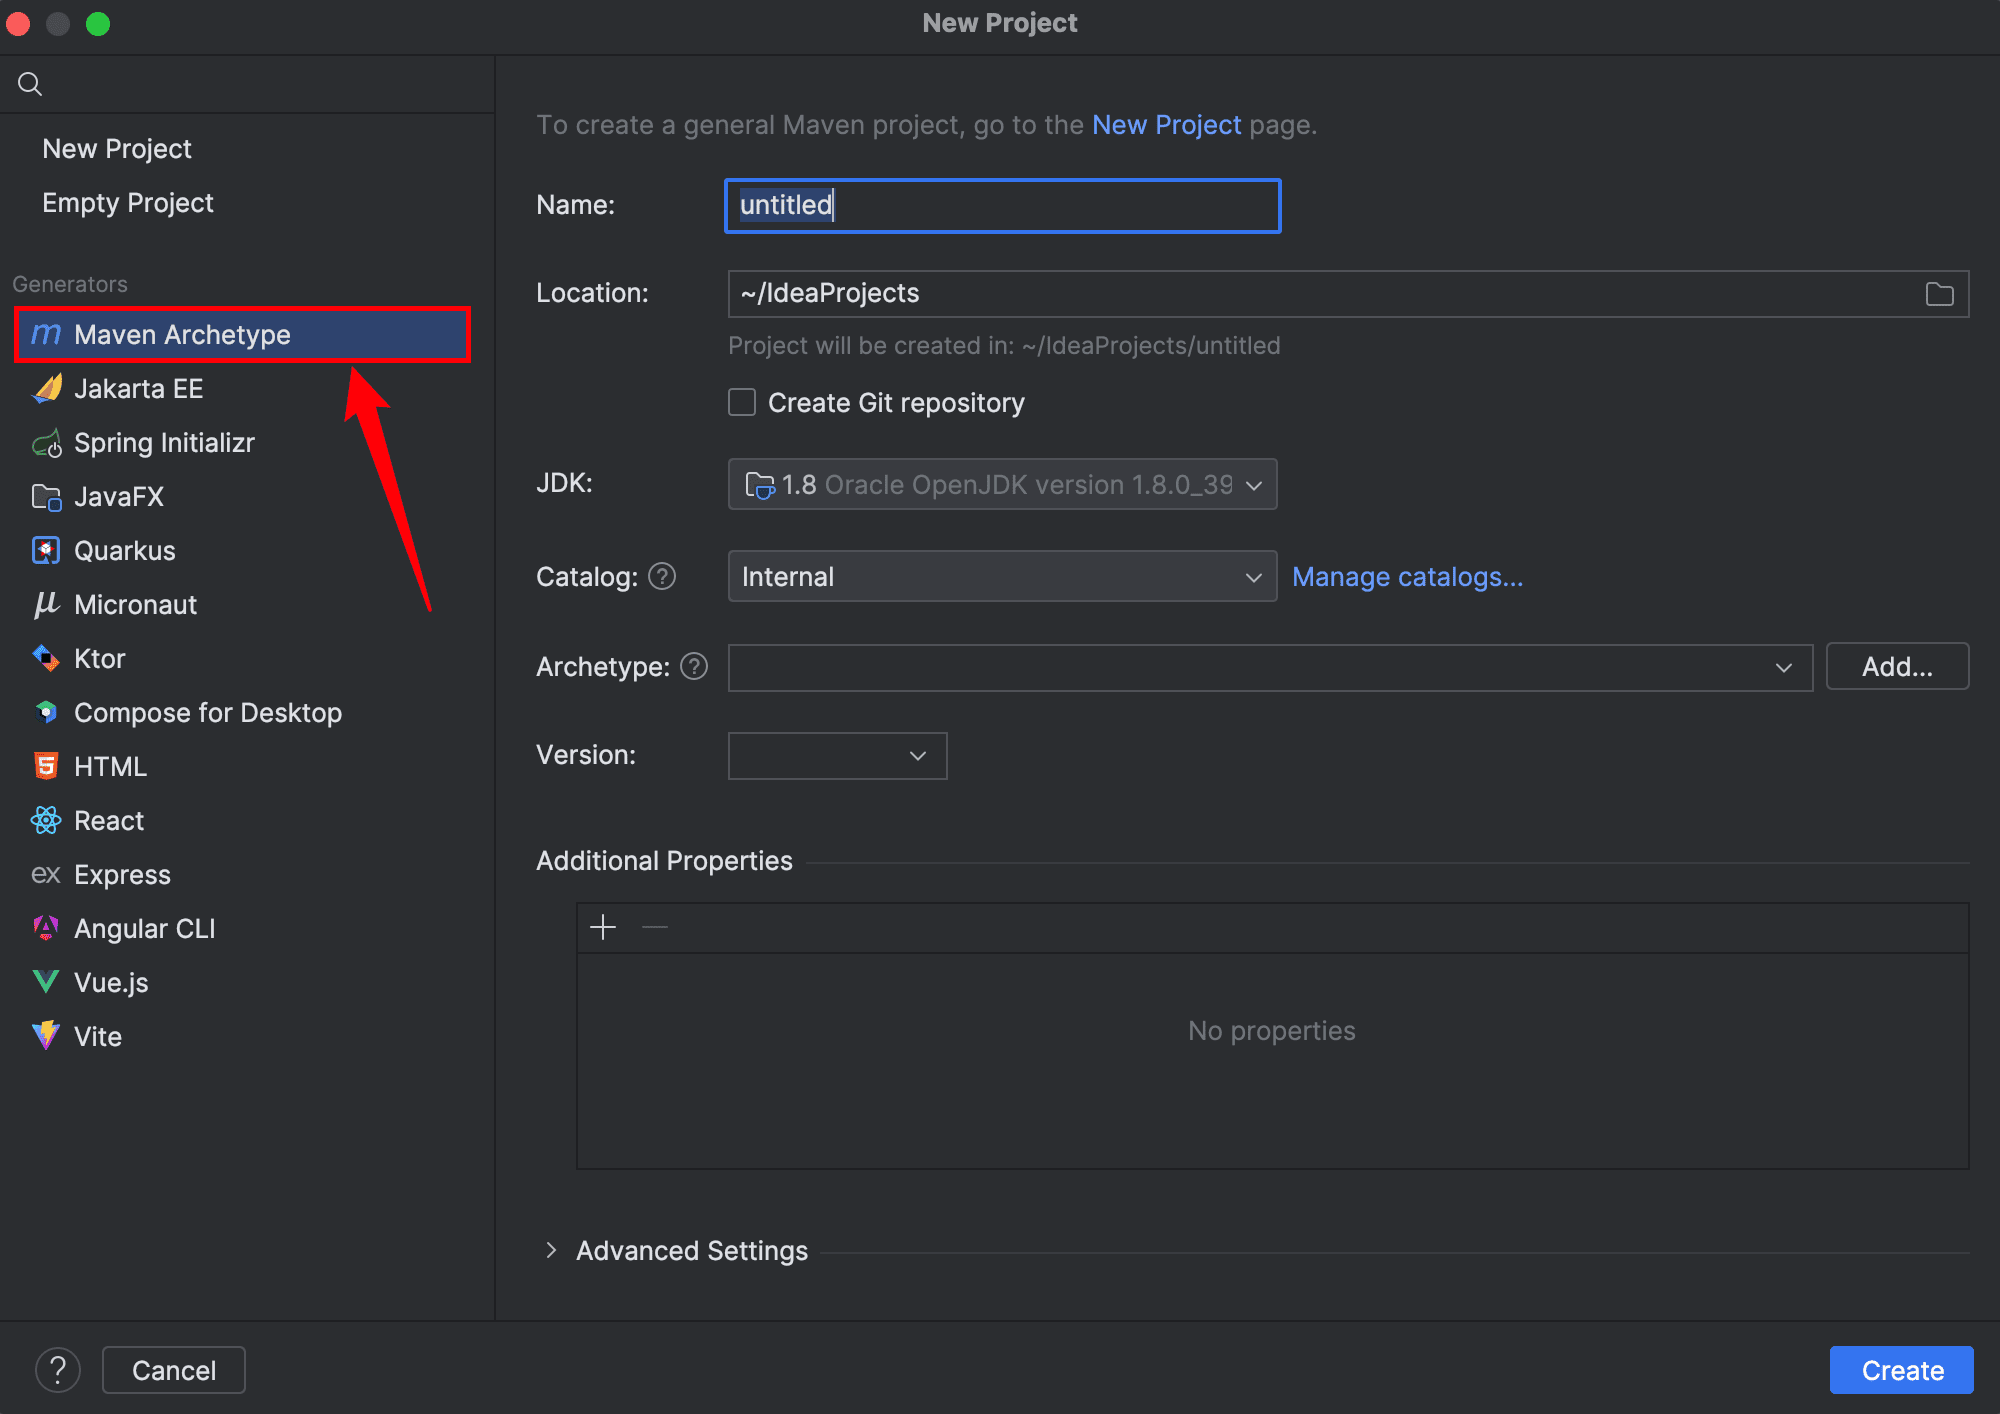 New Project
New Project
Empty Project
Generators
Maven Archetype
Jakarta EE
Spring Initializr
JavaFX
Quarkus
Micronaut
Ktor
Compose for Desktop
HTML
React
ex Express
Angular CLI
Vue.js
Vite
To create a general Maven project, go to the New Project page.
Name: untitled
Location: ~/IdeaProjects
Project will be created in: ~/IdeaProjects/untitled
Create Git repository
JDK: 1.8 Oracle OpenJDK version 1.8.0_39
Catalog: ? Internal Manage catalogs...
Archetype: ? Add...
Version:
Additional Properties
No properties
Advanced Settings
? Cancel Create